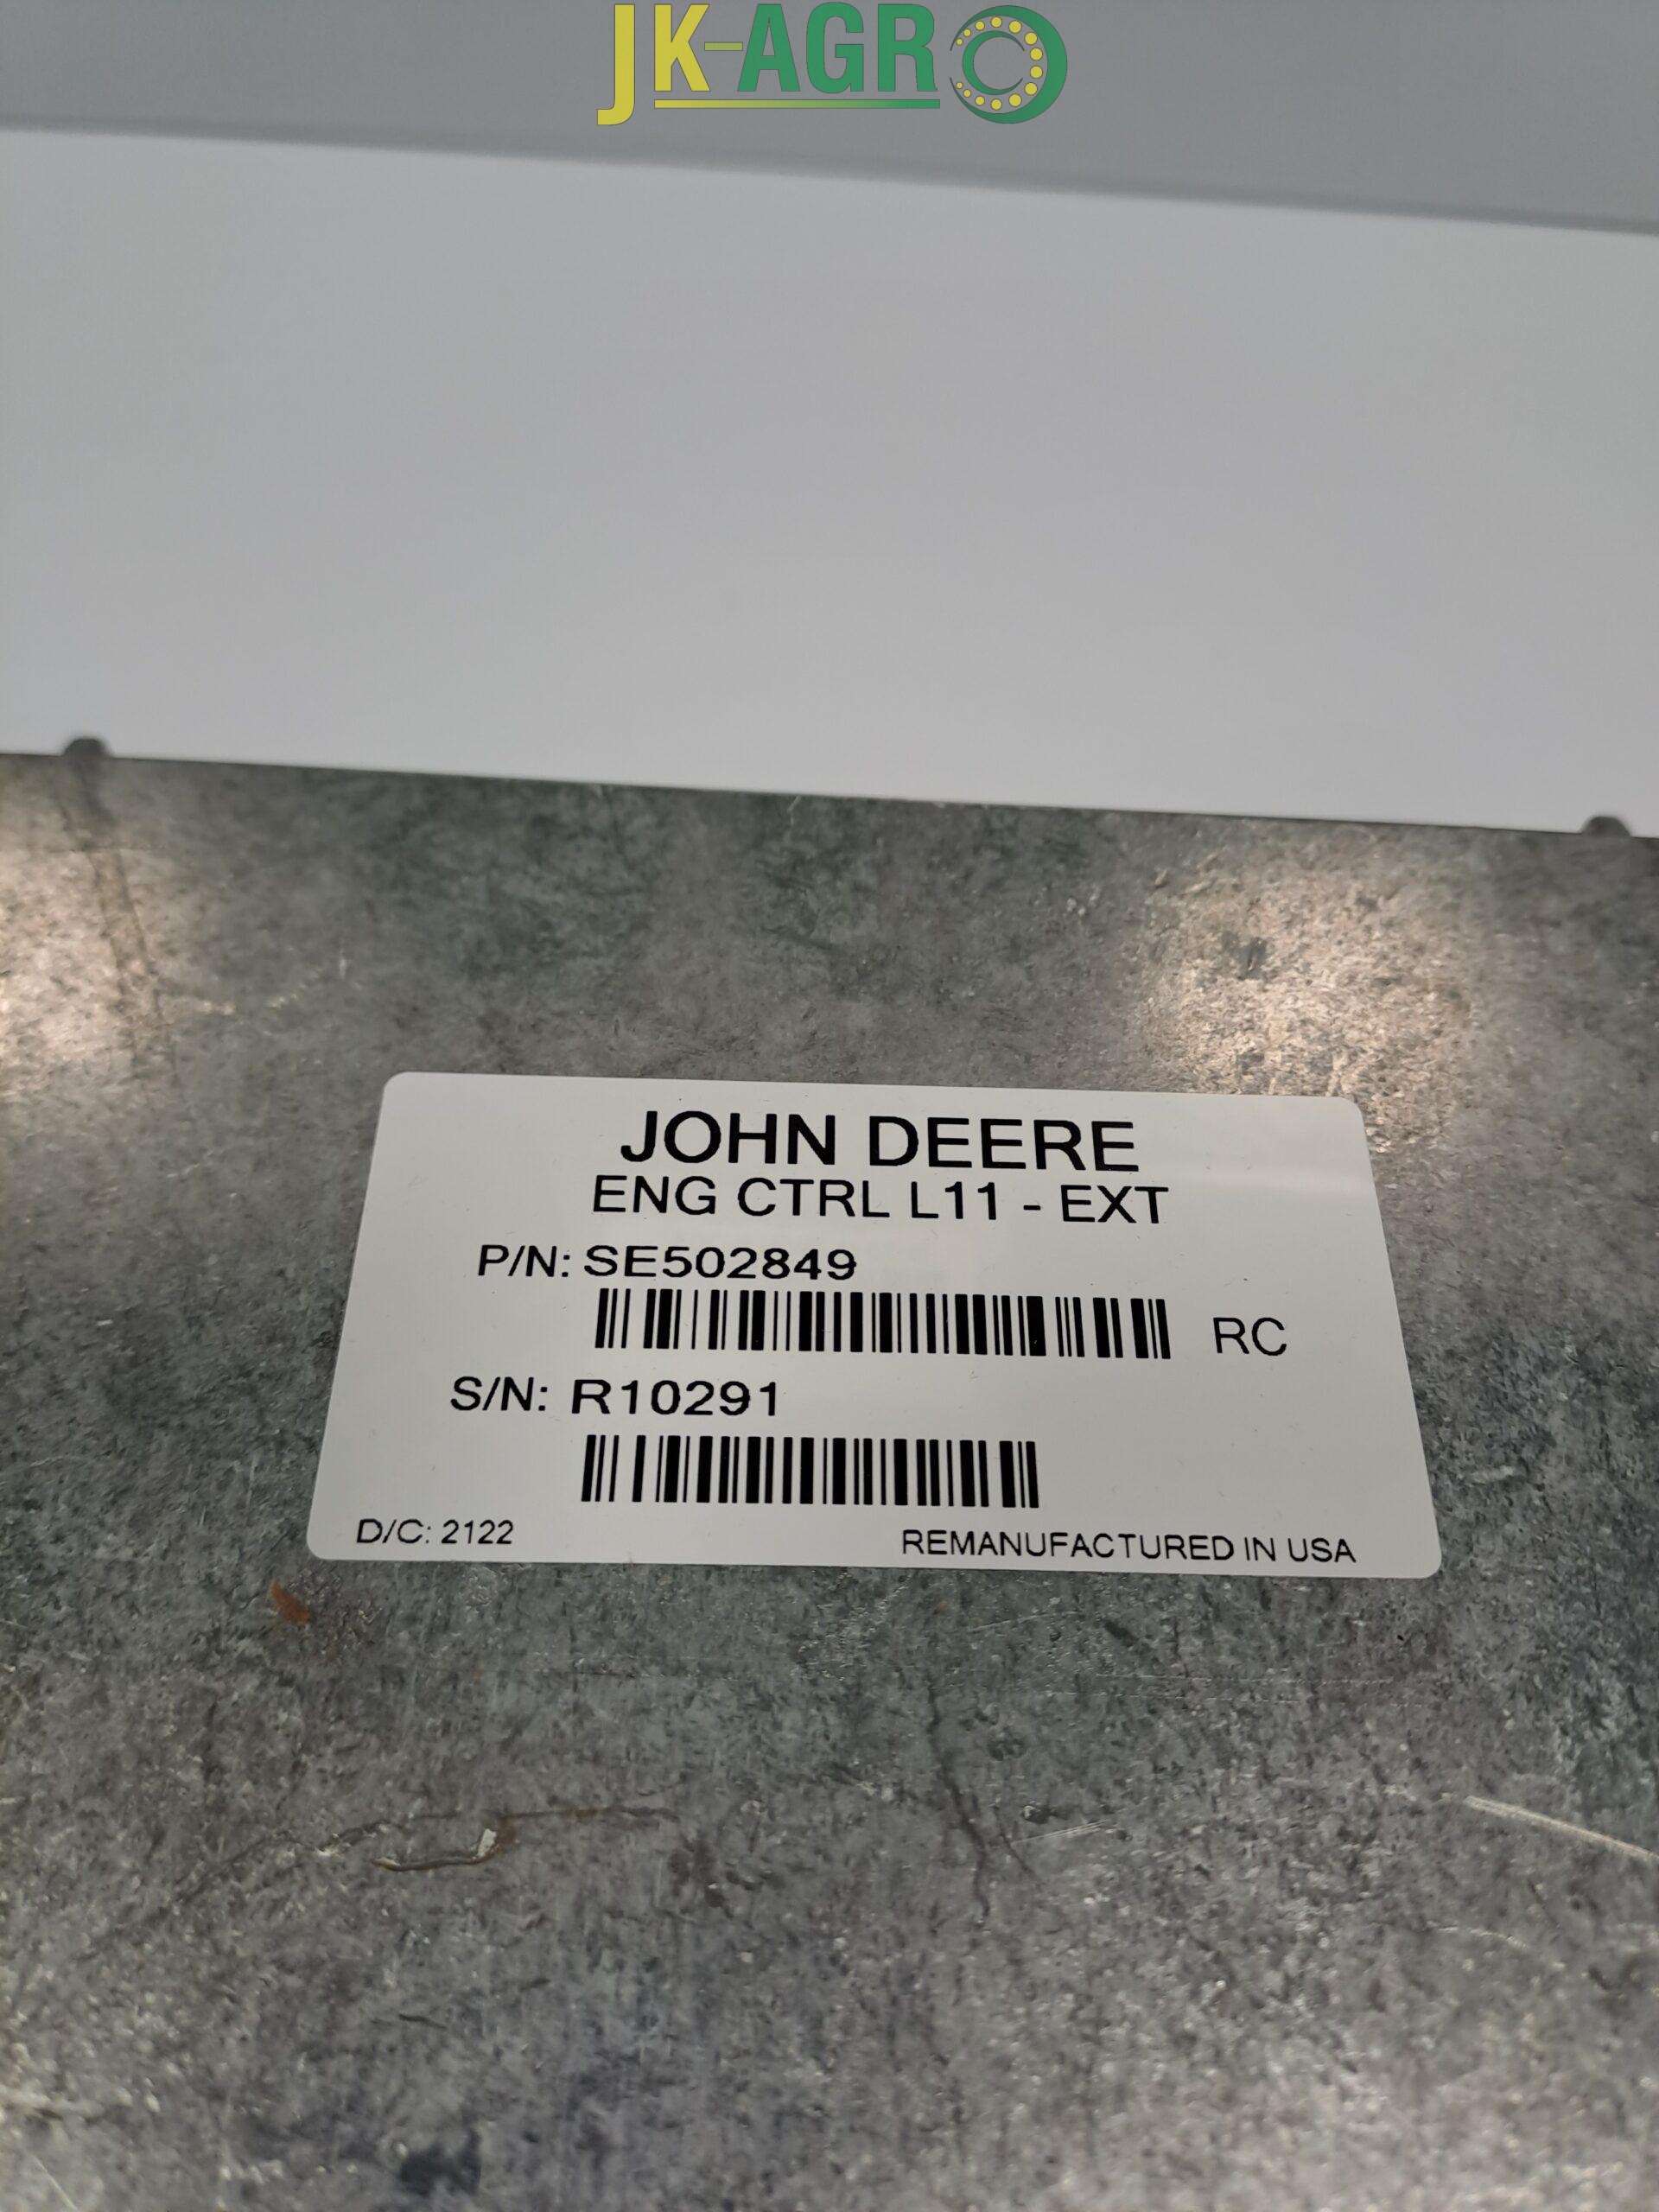 JK-AGRO
JOHN DEERE
ENG CTRL L11 - EXT
P/N: SE502849
RC
S/N: R10291
D/C: 2122
REMANUFACTURED IN USA